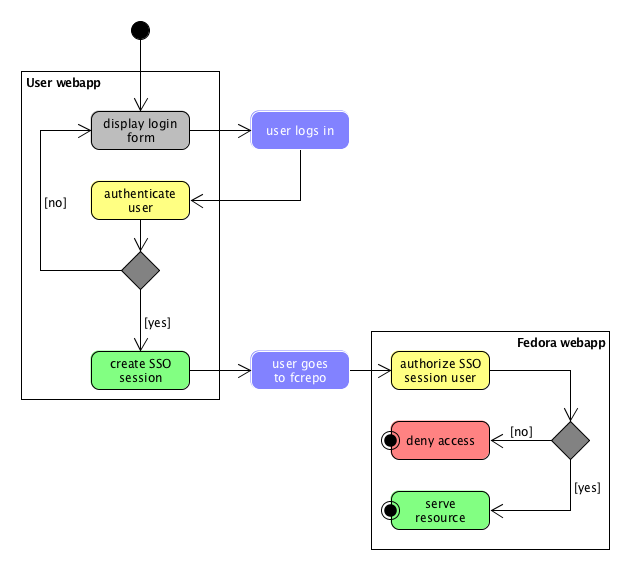 User webapp
display login
form
user logs in
authenticate
user
[no]
[yes]
create SSO
session
user goes
to fcrepo
Fedora webapp
authorize SSO
session user
[no]
deny access
[yes]
serve
resource